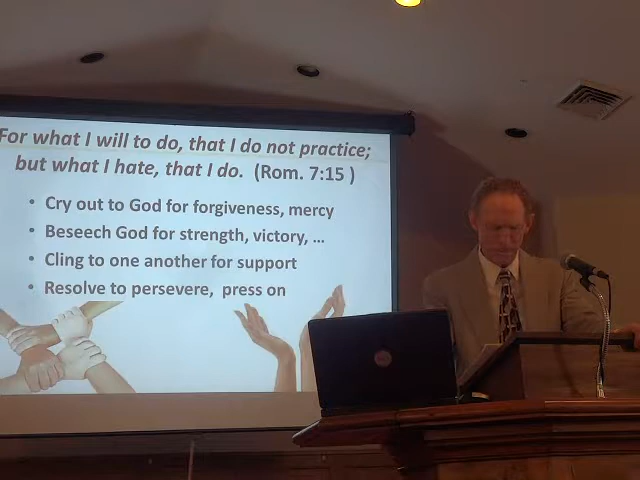 For what I will to do, that I do not practice;
but what I hate, that I do. (Rom. 7:15 )
• Cry out to God for forgiveness, mercy
• Beseech God for strength, victory, ...
• Cling to one another for support
• Resolve to persevere, press on